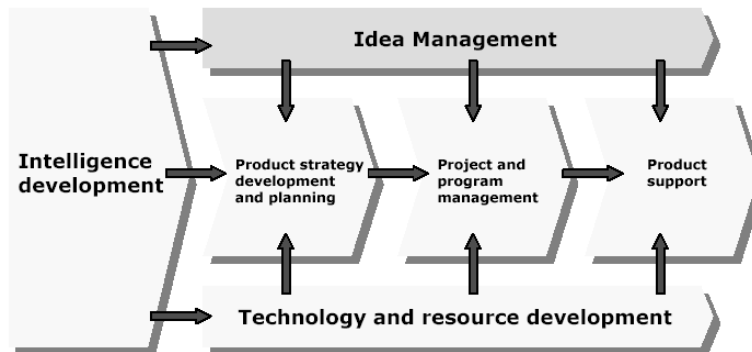 Idea Management
Intelligence
development
Product strategy
development
and planning
Project and
program
management
Product
support
Technology and resource development